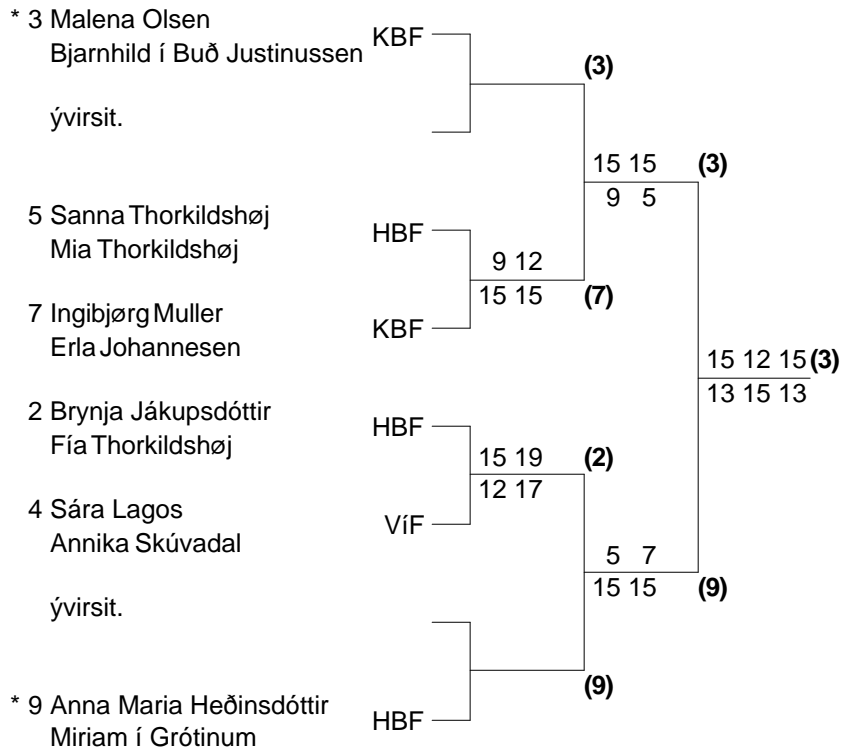 * 3 Malena Olsen KBF
Bjarnhild í Buð Justinussen
(3)
ývirsit.
15 15 (3)
9 5
5 Sanna Thorkildshøj HBF
Mia Thorkildshøj
9 12
15 15 (7)
7 Ingibjørg Muller KBF
Erla Johannesen
15 12 15 (3)
13 15 13
2 Brynja Jákupsdóttir HBF
Fía Thorkildshøj
15 19 (2)
12 17
4 Sára Lagos VíF
Annika Skúvadal
5 7
15 15 (9)
ývirsit.
(9)
* 9 Anna Maria Heðinsdóttir HBF
Miriam í Grótinum